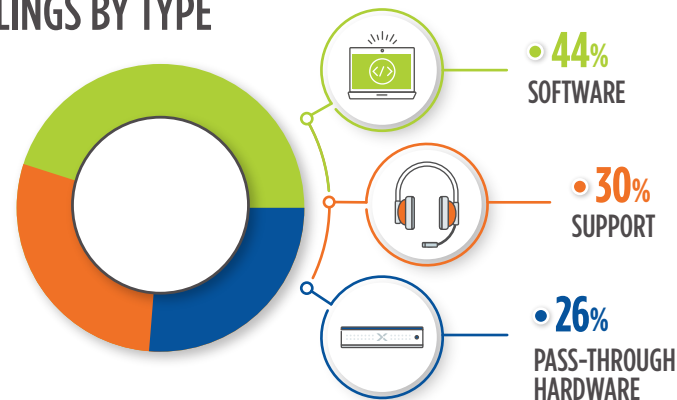 LINGS BY TYPE
44%
SOFTWARE
30%
SUPPORT
26%
PASS-THROUGH
HARDWARE